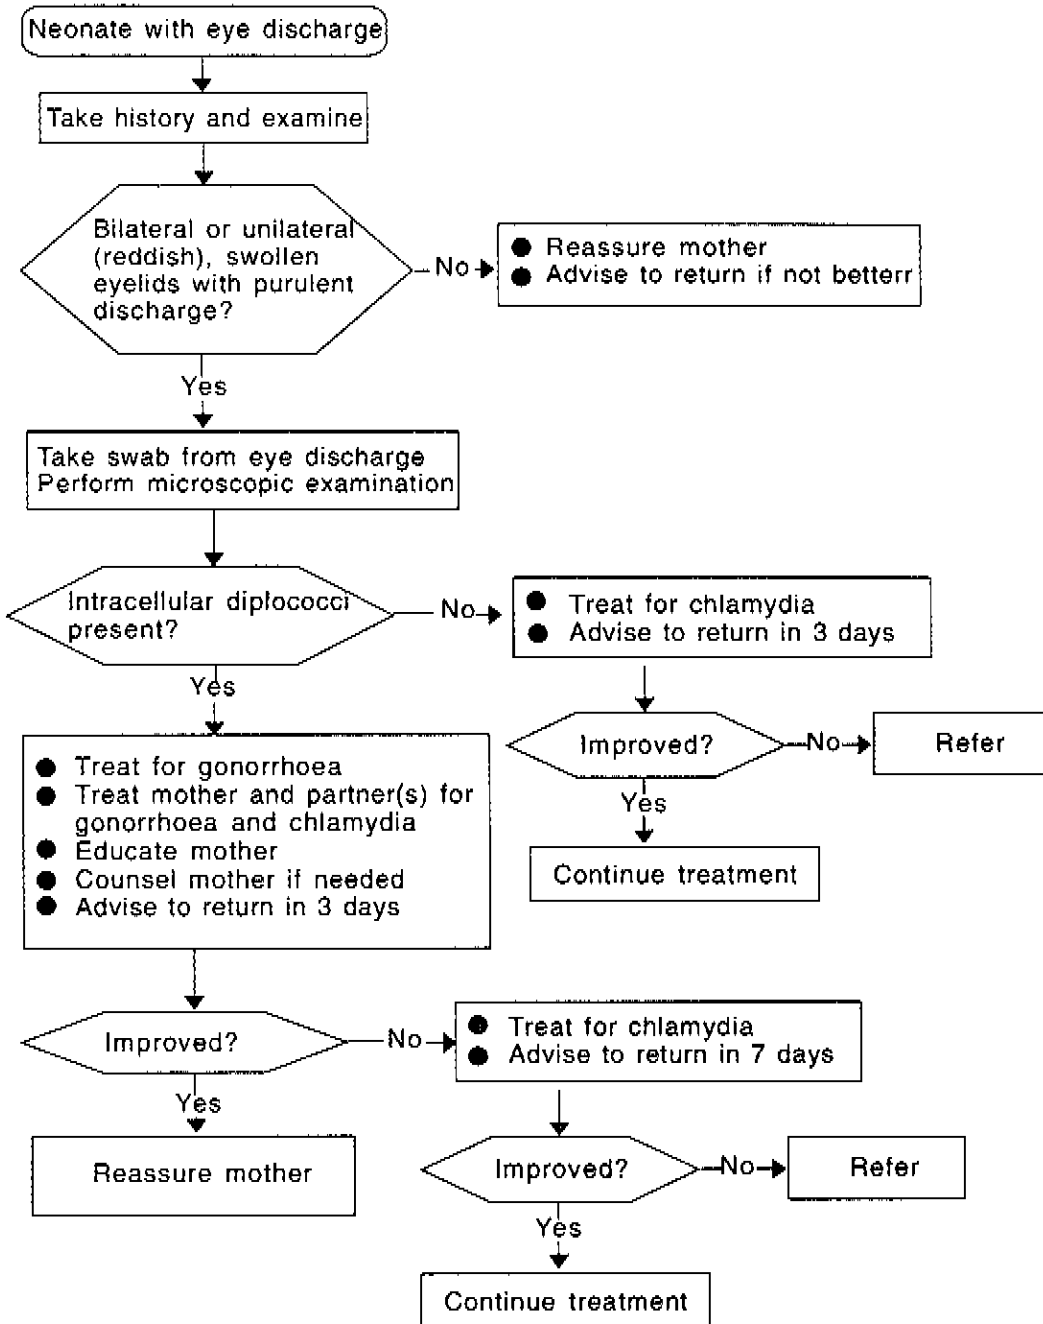 Neonate with eye discharge
Take history and examine
Bilateral or unilateral
(reddish), swollen
eyelids with purulent
discharge?
No
● Reassure mother
● Advise to return if not betterr
Yes
Take swab from eye discharge
Perform microscopic examination
Intracellular diplococci
present?
No
● Treat for chlamydia
● Advise to return in 3 days
Yes
Improved?
No
Refer
Yes
Continue treatment
● Treat for gonorrhoea
● Treat mother and partner(s) for
gonorrhoea and chlamydia
● Educate mother
● Counsel mother if needed
● Advise to return in 3 days
Improved?
No
● Treat for chlamydia
● Advise to return in 7 days
Yes
Reassure mother
Improved?
No
Refer
Yes
Continue treatment